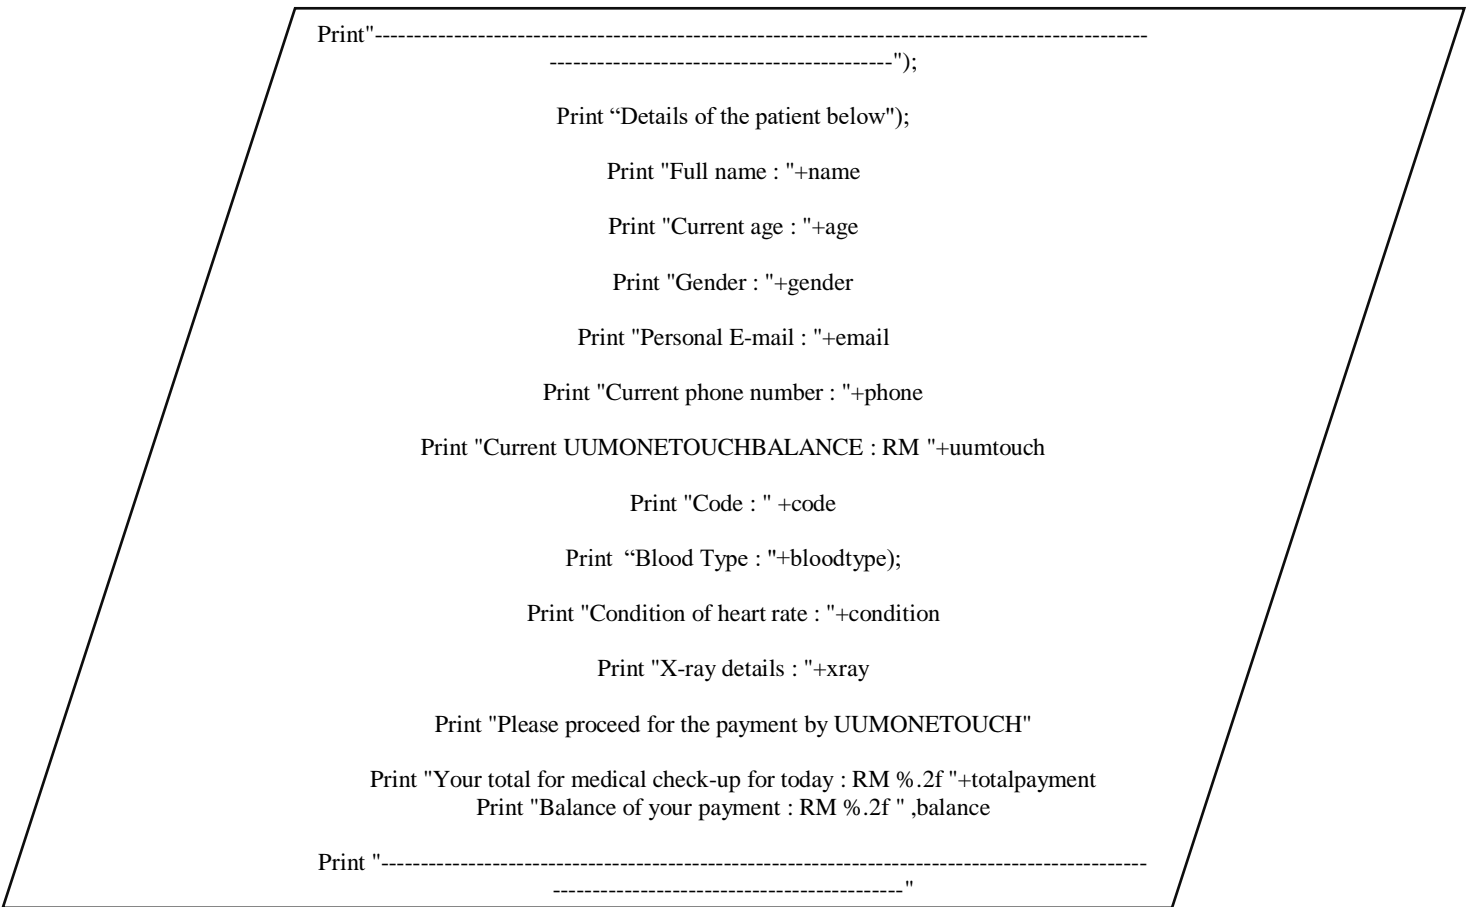 Print"--------------------------------------------------------------------------------------------------
-------------------------------------------");
Print “Details of the patient below");
Print "Full name : "+name
Print "Current age : "+age
Print "Gender : "+gender
Print "Personal E-mail : "+email
Print "Current phone number : "+phone
Print "Current UUMONETOUCHBALANCE : RM "+uumtouch
Print "Code : " +code
Print  “Blood Type : "+bloodtype);
Print "Condition of heart rate : "+condition
Print "X-ray details : "+xray
Print "Please proceed for the payment by UUMONETOUCH"
Print "Your total for medical check-up for today : RM %.2f "+totalpayment
Print "Balance of your payment : RM %.2f " ,balance
Print "-------------------------------------------------------------------------------------------------
--------------------------------------------"